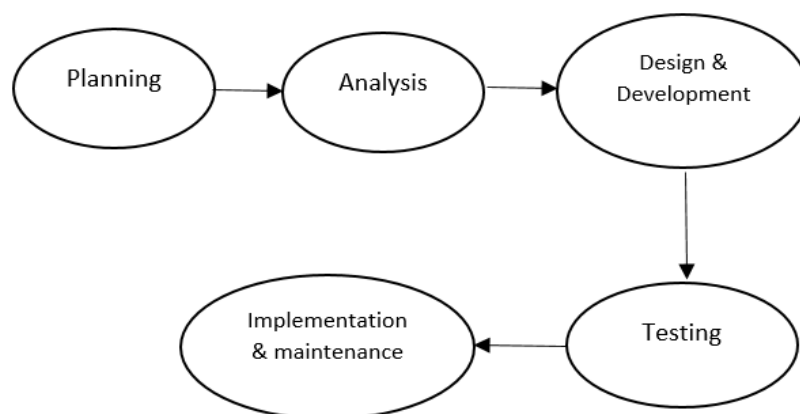 Planning
Analysis
Design &
Development
Testing
Implementation
& maintenance